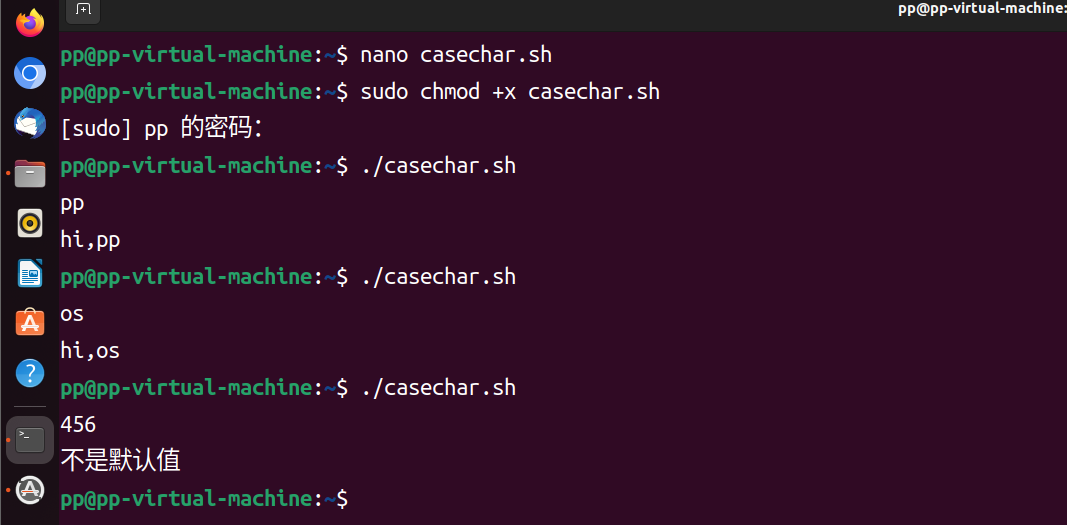 pp@pp-virtual-machine:
pp@pp-virtual-machine:~$ nano casechar.sh
pp@pp-virtual-machine:~$ sudo chmod +x casechar.sh
[sudo] pp 的密码：
pp@pp-virtual-machine:~$ ./casechar.sh
pp
hi,pp
pp@pp-virtual-machine:~$ ./casechar.sh
os
hi,os
pp@pp-virtual-machine:~$ ./casechar.sh
456
不是默认值
pp@pp-virtual-machine:~$